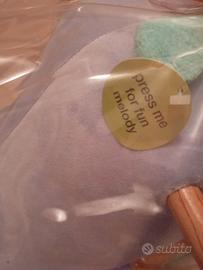 press me
for fun
melody
subito